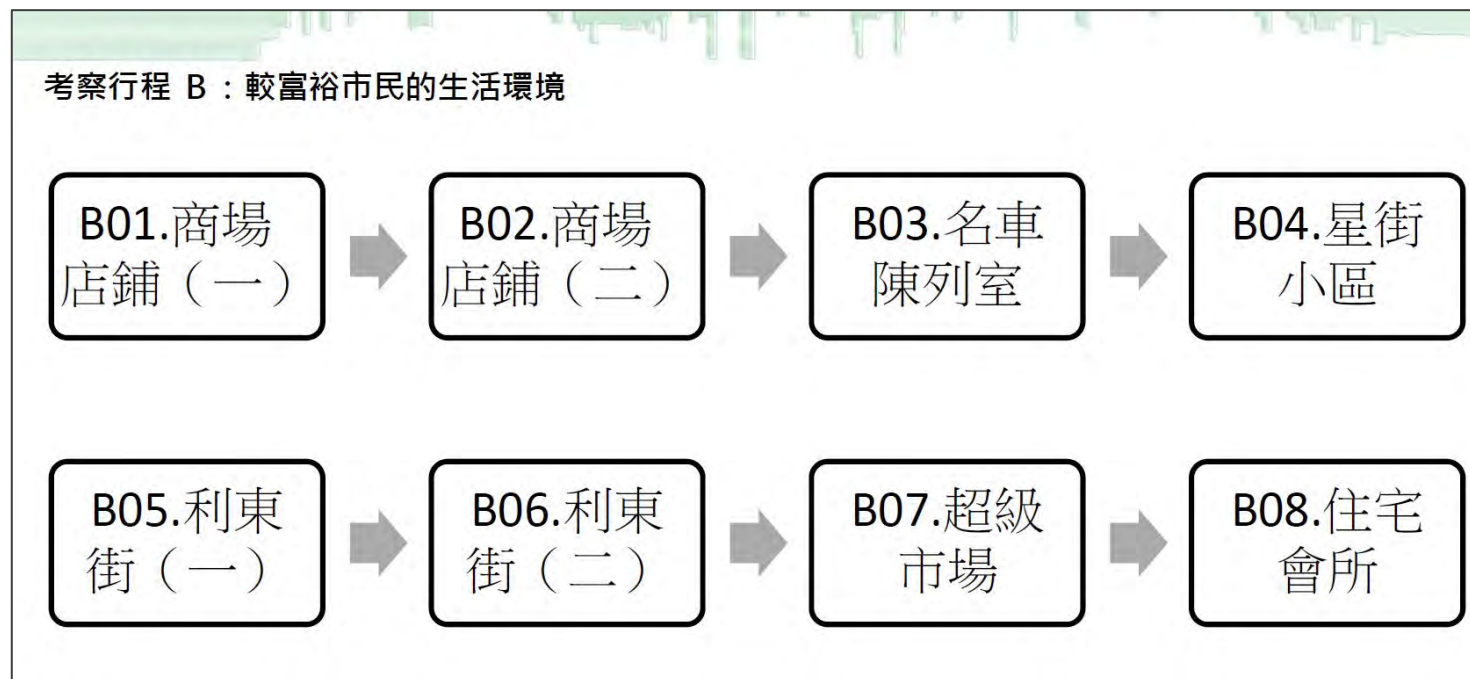 考察行程 B：較富裕市民的生活環境
B01.商場
店鋪（一）
B02.商場
店鋪（二）
B03.名車
陳列室
B04.星街
小區
B05.利東
街（一）
B06.利東
街（二）
B07.超級
市場
B08.住宅
會所